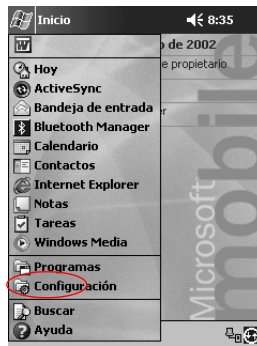 Inicio 8:35
de 2002
Hoy
e propietario
ActiveSync
Bandeja de entrada
Bluetooth Manager
Calendario
Contactos
Internet Explorer
Notas
Tareas
Windows Media
Programas
Configuración
Buscar
Ayuda
Microsoft
mobile